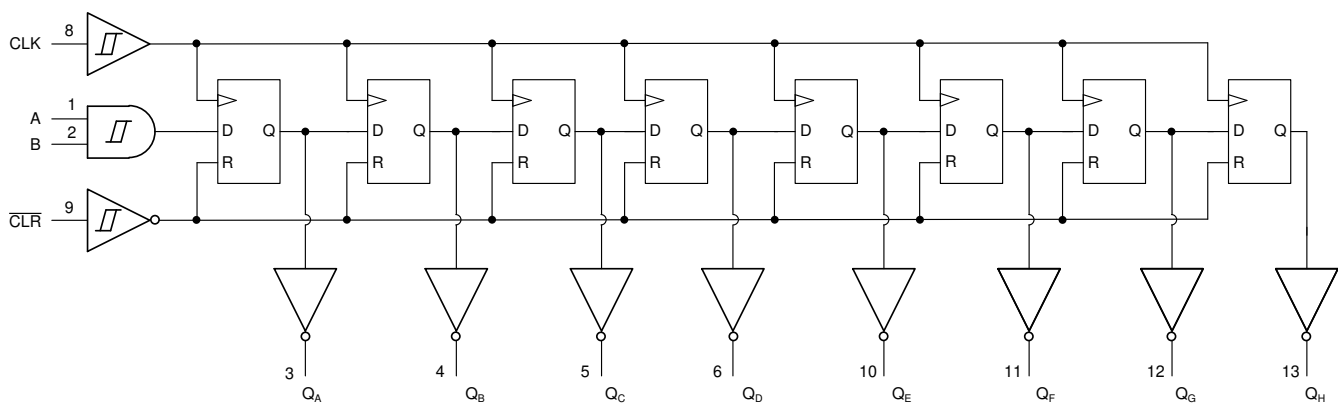 CLK 8
A 1
B 2
D Q D Q D Q D Q D Q D Q D Q D Q
R R R R R R R R
CLR 9
3 4 5 6 10 11 12 13
QA QB QC QD QE QF QG QH